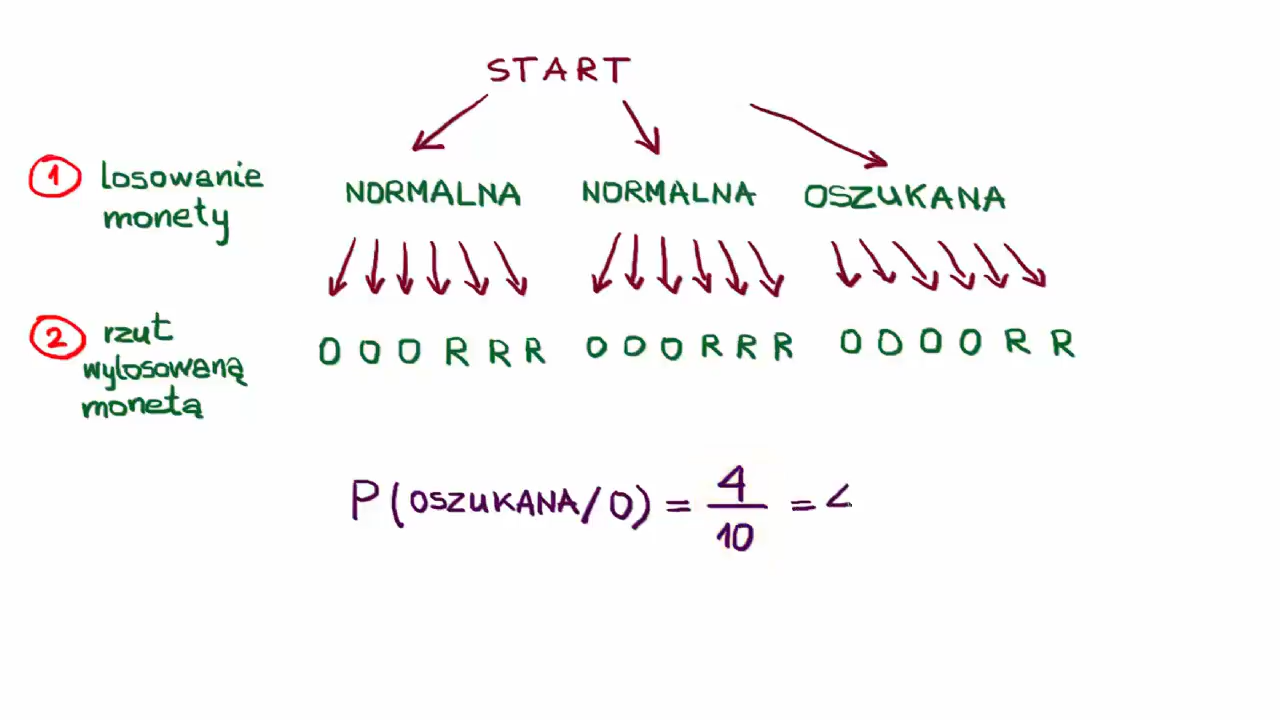 START
1 losowanie monety
NORMALNA NORMALNA OSZUKANA
2 rzut wylosowaną monetą
O O O R R R O O O R R R O O O O R R
P(OSZUKANA/O) = 4/10 =